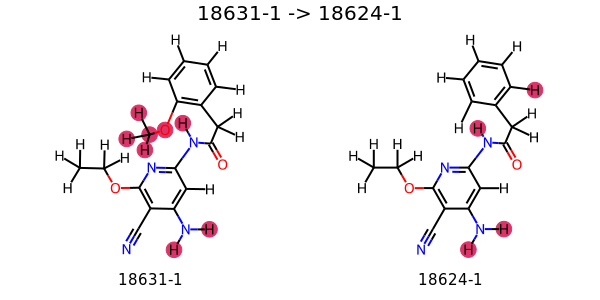 18631-1 -> 18624-1
H H H H H O H H H H N O H H H H H O N H N H H N
H H H H H H H H N O H H H H H O N H N H H N
18631-1 18624-1